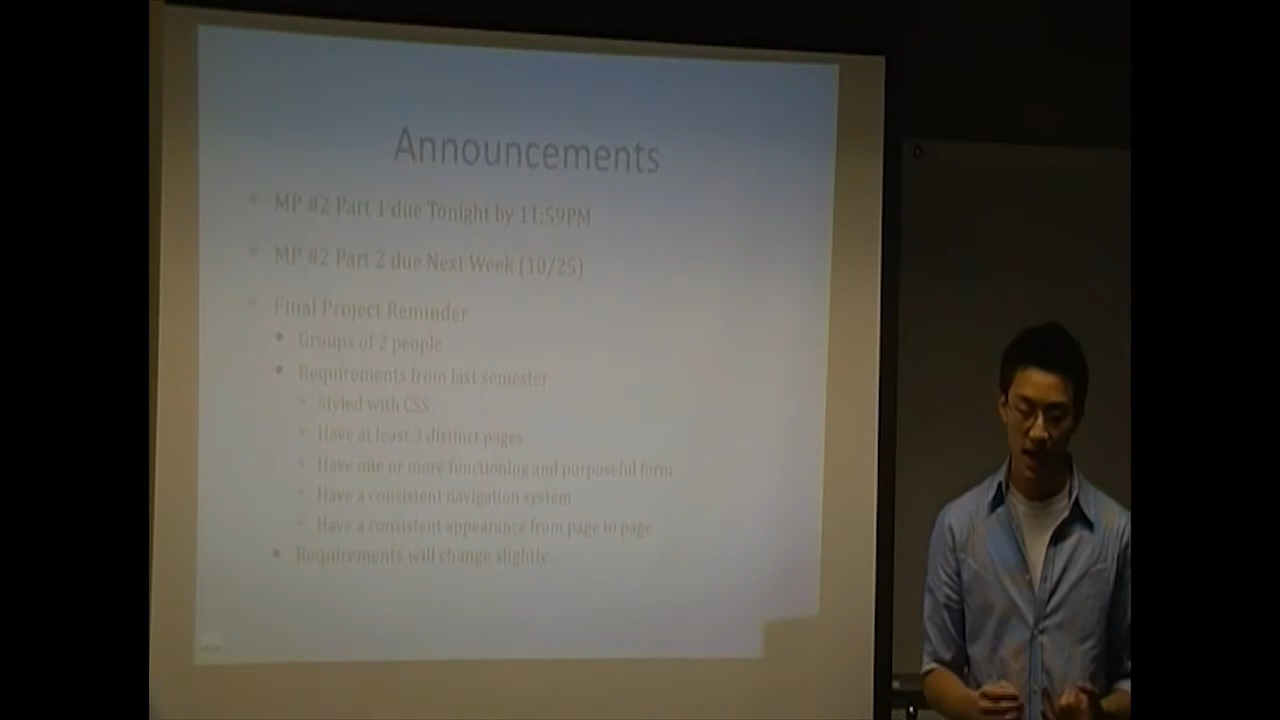 Announcements
MP #2 Part 1 due Tonight by 11:59PM
MP #2 Part 2 due Next Week (10/25)
Final Project Reminder
Groups of 2 people
Requirements from last semester
Styled with CSS
Have at least 3 distinct pages
Have one or more functioning and purposeful form
Have a consistent navigation system
Have a consistent appearance from page to page
Requirements will change slightly